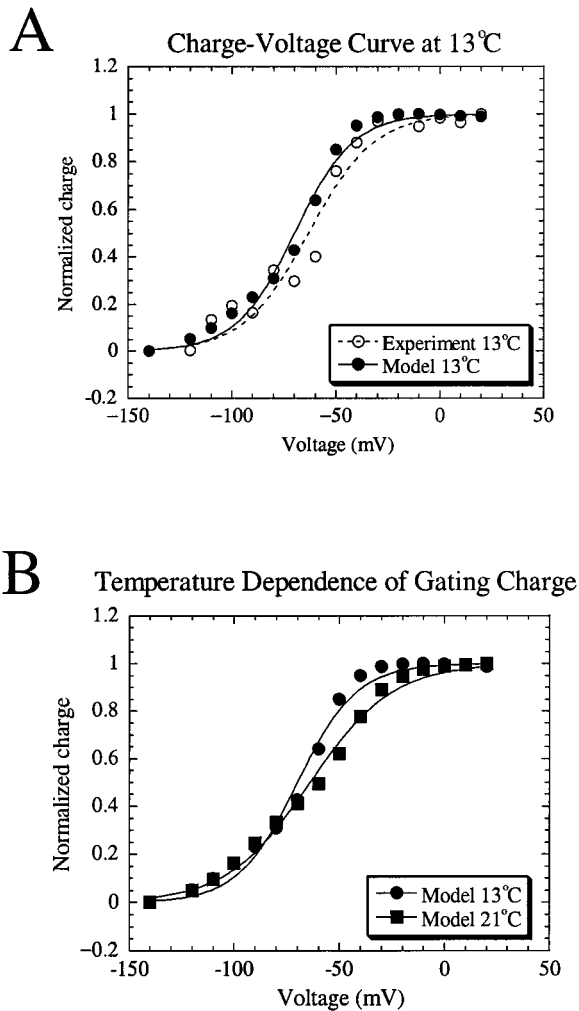 A
Charge-Voltage Curve at 13°C
1.2
1
0.8
0.6
0.4
0.2
0
-0.2
Normalized charge
Experiment 13°C
Model 13°C
−150
−100
−50
0
50
Voltage (mV)
B
Temperature Dependence of Gating Charge
1.2
1
0.8
0.6
0.4
0.2
0
−0.2
Normalized charge
Model 13°C
Model 21°C
-150
-100
-50
0
50
Voltage (mV)